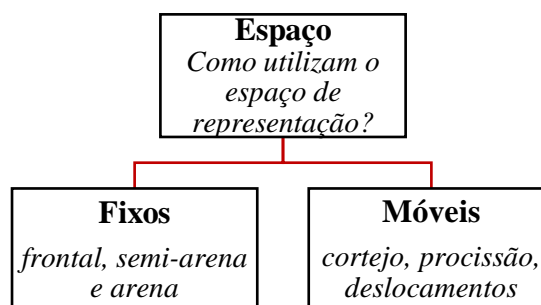 Espaço
Como utilizam o
espaço de
representação?
Fixos
frontal, semi-arena
e arena
Móveis
cortejo, procissão,
deslocamentos